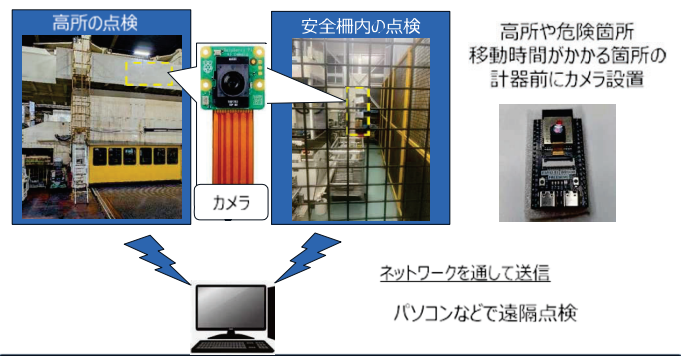 高所の点検
安全柵内の点検
カメラ
高所や危険箇所
移動時間がかかる箇所の
計器前にカメラ設置
ネットワークを通して送信
パソコンなどで遠隔点検